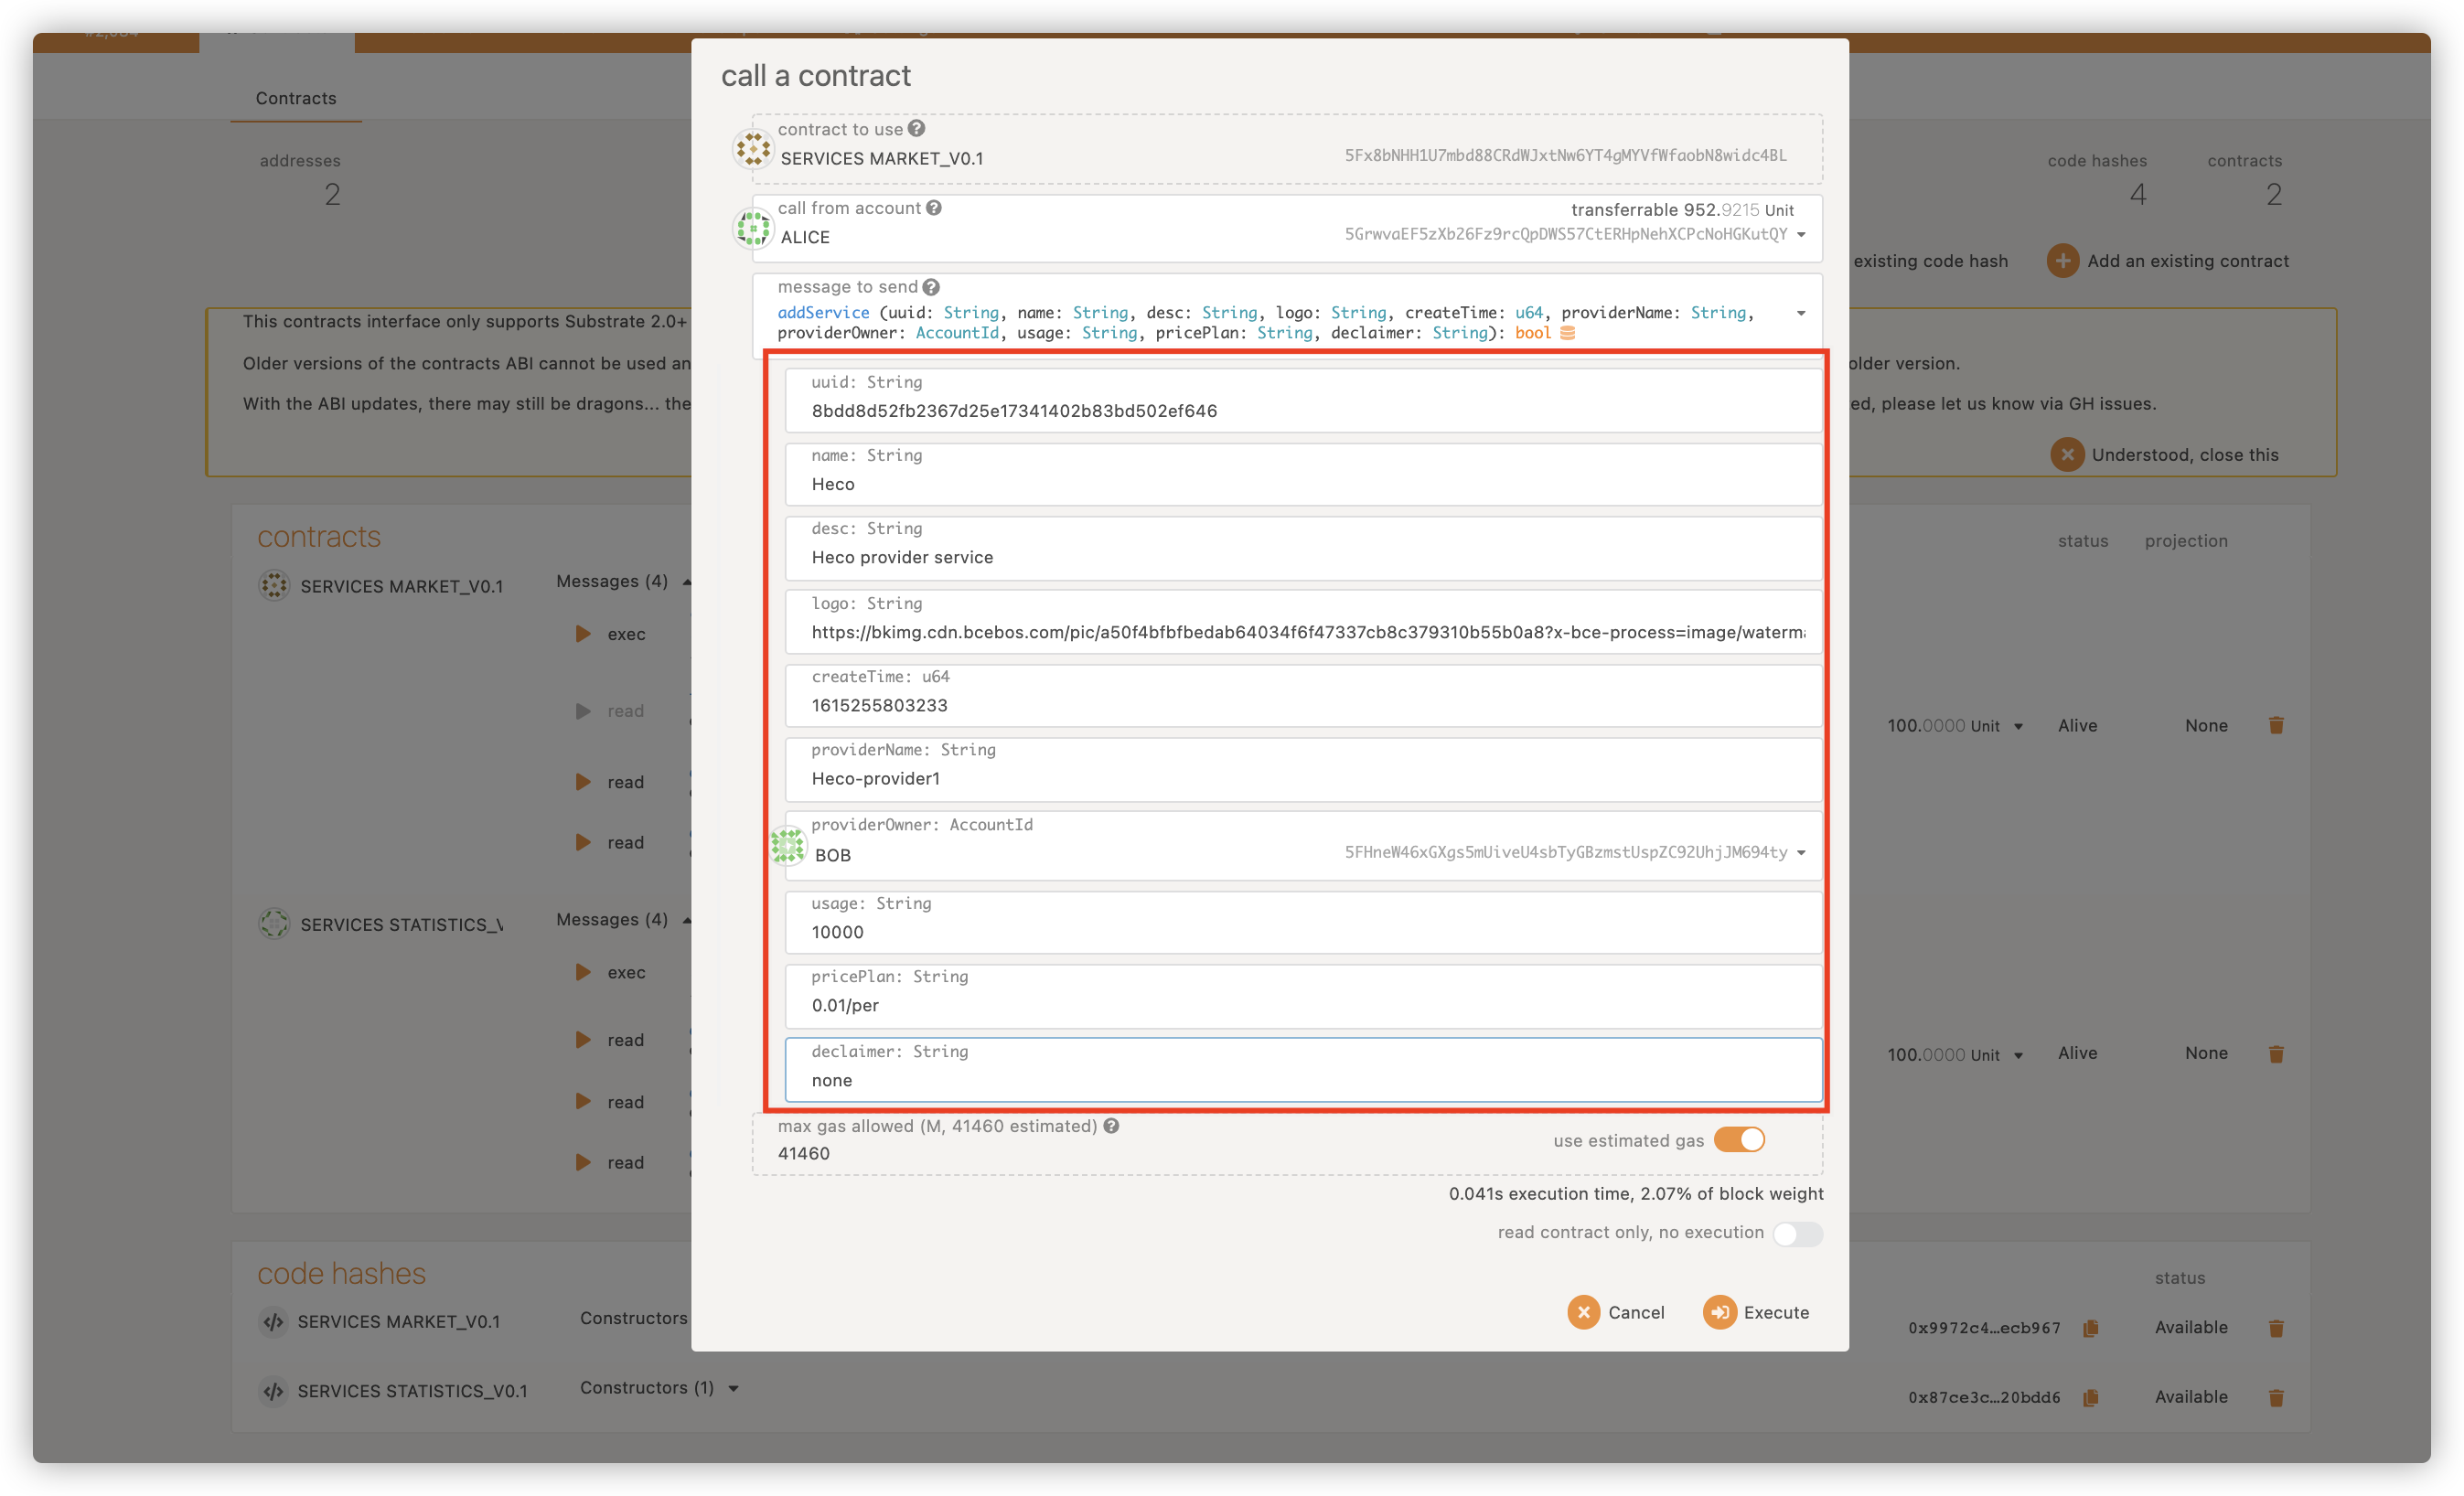 call a contract
Contracts
contract to use
SERVICES MARKET_V0.1
5Fx8bNHH1U7mbd88CRdWJxtNw6YT4gMYVfWfaobN8widc4BL
addresses
2
code hashes
4
contracts
2
call from account
ALICE
transferrable 952.9215 Unit
5GrwvaEF5zXb26Fz9rcQpDWS57CtERHpNehXCPcNoHGKutQY
existing code hash
Add an existing contract
message to send
addService (uuid: String, name: String, desc: String, logo: String, createTime: u64, providerName: String,
providerOwner: AccountId, usage: String, pricePlan: String, declaimer: String): bool
This contracts interface only supports Substrate 2.0+
Older versions of the contracts ABI cannot be used an
older version.
With the ABI updates, there may still be dragons... the
ed, please let us know via GH issues.
Understood, close this
uuid: String
8bdd8d52fb2367d25e17341402b83bd502ef646
name: String
Heco
desc: String
Heco provider service
logo: String
https://bkimg.cdn.bcebos.com/pic/a50f4bfbfbedab64034f6f47337cb8c379310b55b0a8?x-bce-process=image/waterm
createTime: u64
1615255803233
providerName: String
Heco-provider1
providerOwner: AccountId
BOB
5FHneW46xGXgs5mUiveU4sbTyGBzmstUspZC92UhjJM694ty
usage: String
10000
pricePlan: String
0.01/per
declaimer: String
none
max gas allowed (M, 41460 estimated)
41460
use estimated gas
0.041s execution time, 2.07% of block weight
read contract only, no execution
Cancel
Execute
contracts
status
projection
SERVICES MARKET_V0.1
Messages (4)
exec
read
read
read
100.0000 Unit
Alive
None
SERVICES STATISTICS_V
Messages (4)
exec
read
read
read
100.0000 Unit
Alive
None
code hashes
status
SERVICES MARKET_V0.1
Constructors
0x9972c4…ecb967
Available
SERVICES STATISTICS_V0.1
Constructors (1)
0x87ce3c…20bdd6
Available